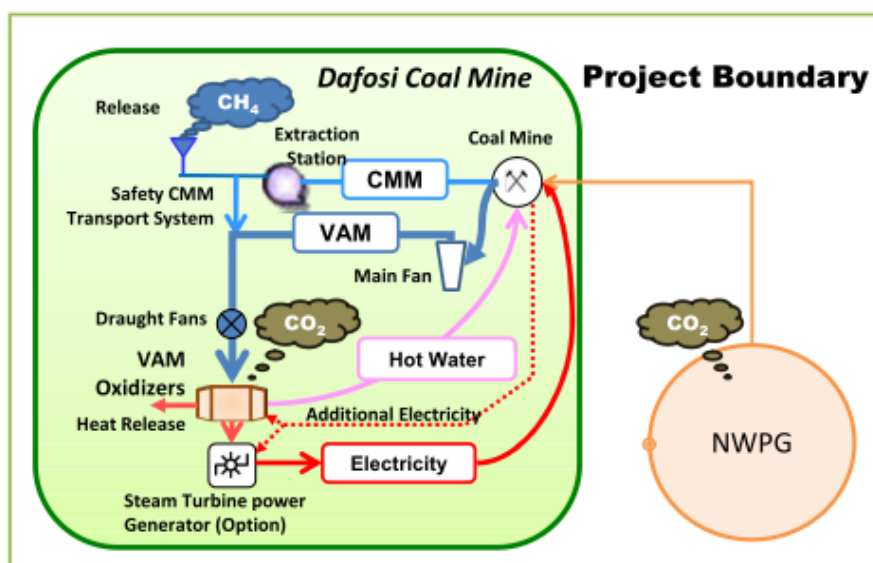 Dafosi Coal Mine
Project Boundary
Release
CH4
Extraction
Station
Coal Mine
CMM
Safety CMM
Transport System
VAM
Main Fan
Draught Fans
CO2
CO2
VAM
Oxidizers
Hot Water
Heat Release
Additional Electricity
NWPG
Electricity
Steam Turbine power
Generator (Option)